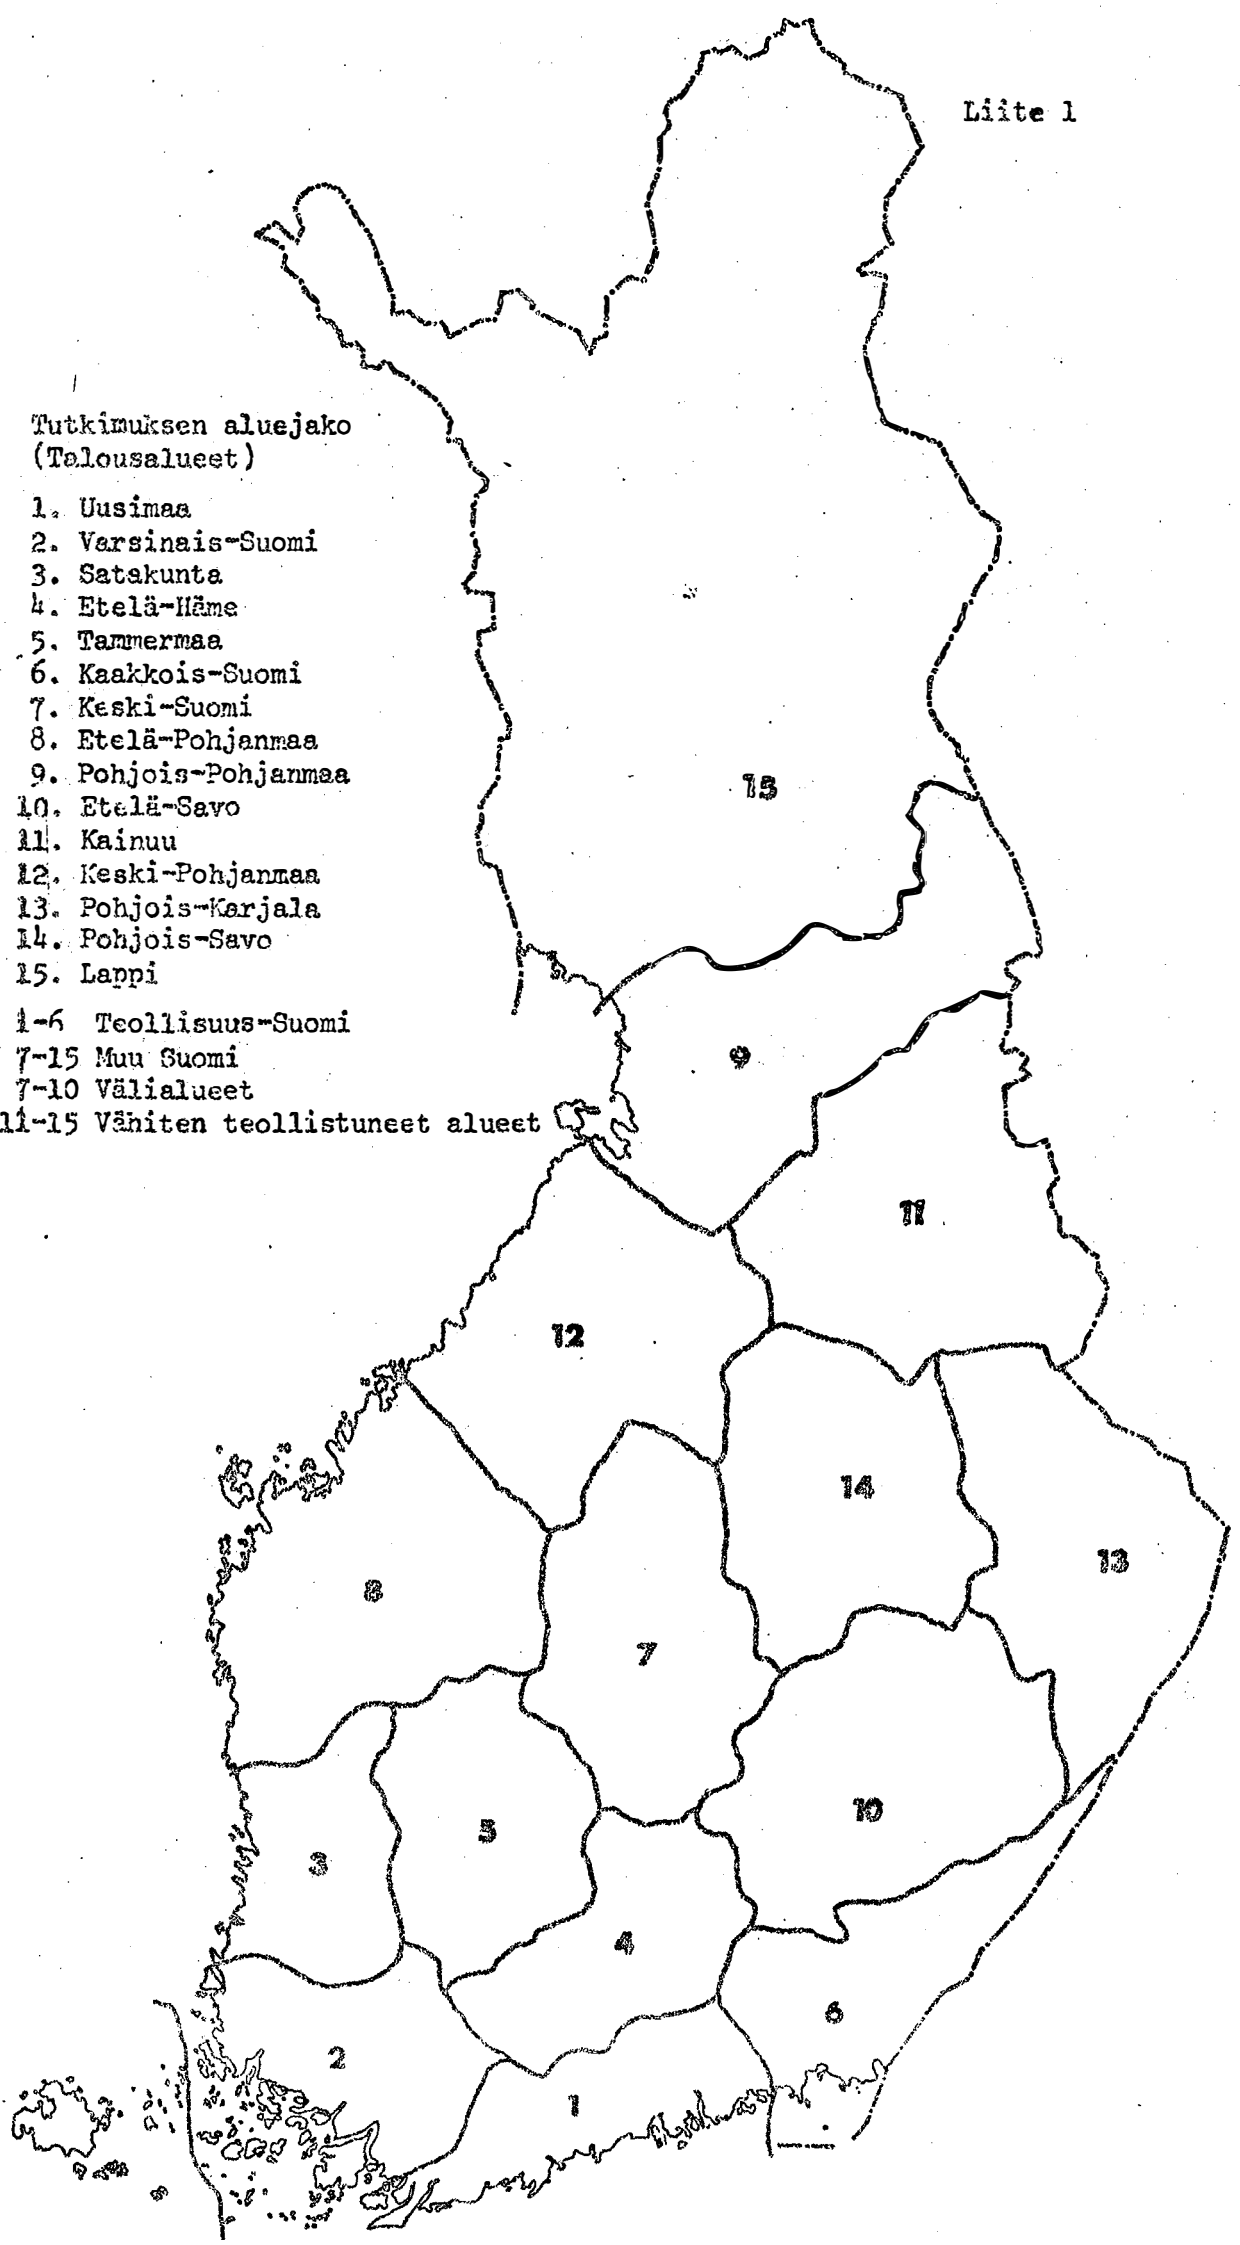 Liite 1
Tutkimuksen aluejako
(Talousalueet)
1. Uusimaa
2. Varsinais-Suomi
3. Satakunta
4. Etelä-Häme
5. Tammermaa
6. Kaakkois-Suomi
7. Keski-Suomi
8. Etelä-Pohjanmaa
9. Pohjois-Pohjanmaa
10. Etelä-Savo
11. Kainuu
12. Keski-Pohjanmaa
13. Pohjois-Karjala
14. Pohjois-Savo
15. Lappi
1-6 Teollisuus-Suomi
7-15 Muu Suomi
7-10 Välialueet
11-15 Vähiten teollistuneet alueet
15
9
11
12
14
13
8
7
10
5
3
4
6
2
1